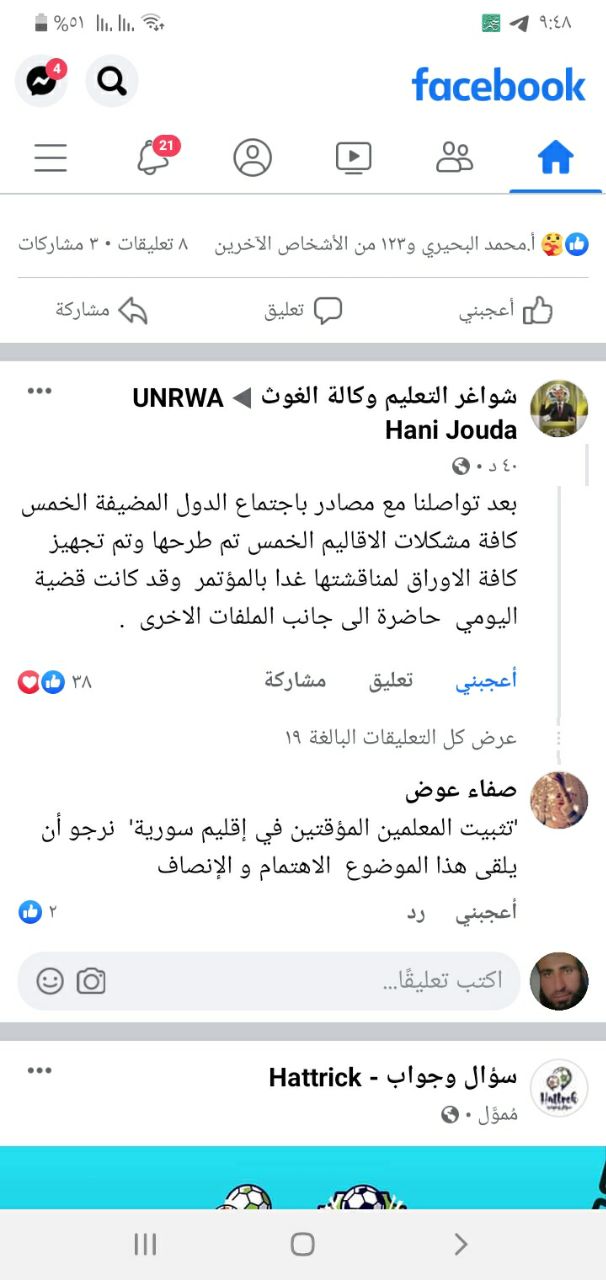 %٥١
٩:٤٨
4
facebook
21
أ.محمد البحيري و١٢٣ من الأشخاص الآخرين
٨ تعليقات • ٣ مشاركات
أعجبني
تعليق
مشاركة
شواغر التعليم وكالة الغوث ◀ UNRWA
Hani Jouda
٤٠ د •
بعد تواصلنا مع مصادر باجتماع الدول المضيفة الخمس
كافة مشكلات الاقاليم الخمس تم طرحها وتم تجهيز
كافة الاوراق لمناقشتها غدا بالمؤتمر وقد كانت قضية
اليومي حاضرة الى جانب الملفات الاخرى .
أعجبني
تعليق
مشاركة
٣٨
عرض كل التعليقات البالغة ١٩
صفاء عوض
'تثبيت المعلمين المؤقتين في إقليم سورية' نرجو أن
يلقى هذا الموضوع الاهتمام و الإنصاف
أعجبني
رد
٢
اكتب تعليقًا...
سؤال وجواب - Hattrick
مُموَّل •